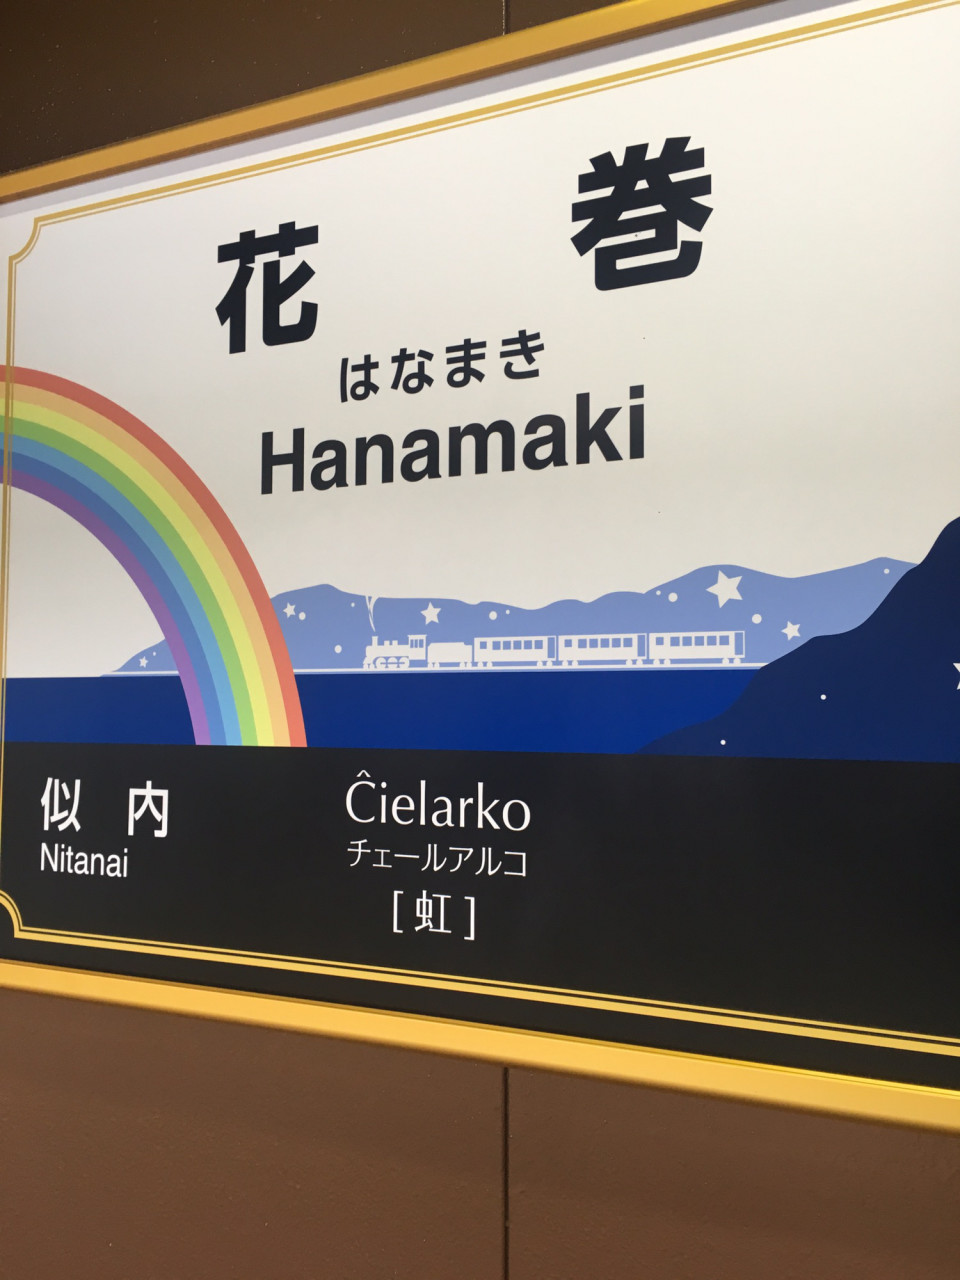 花巻
はなまき
Hanamaki
似内
Nitanai
Ĉielarko
チェールアルコ
[虹]